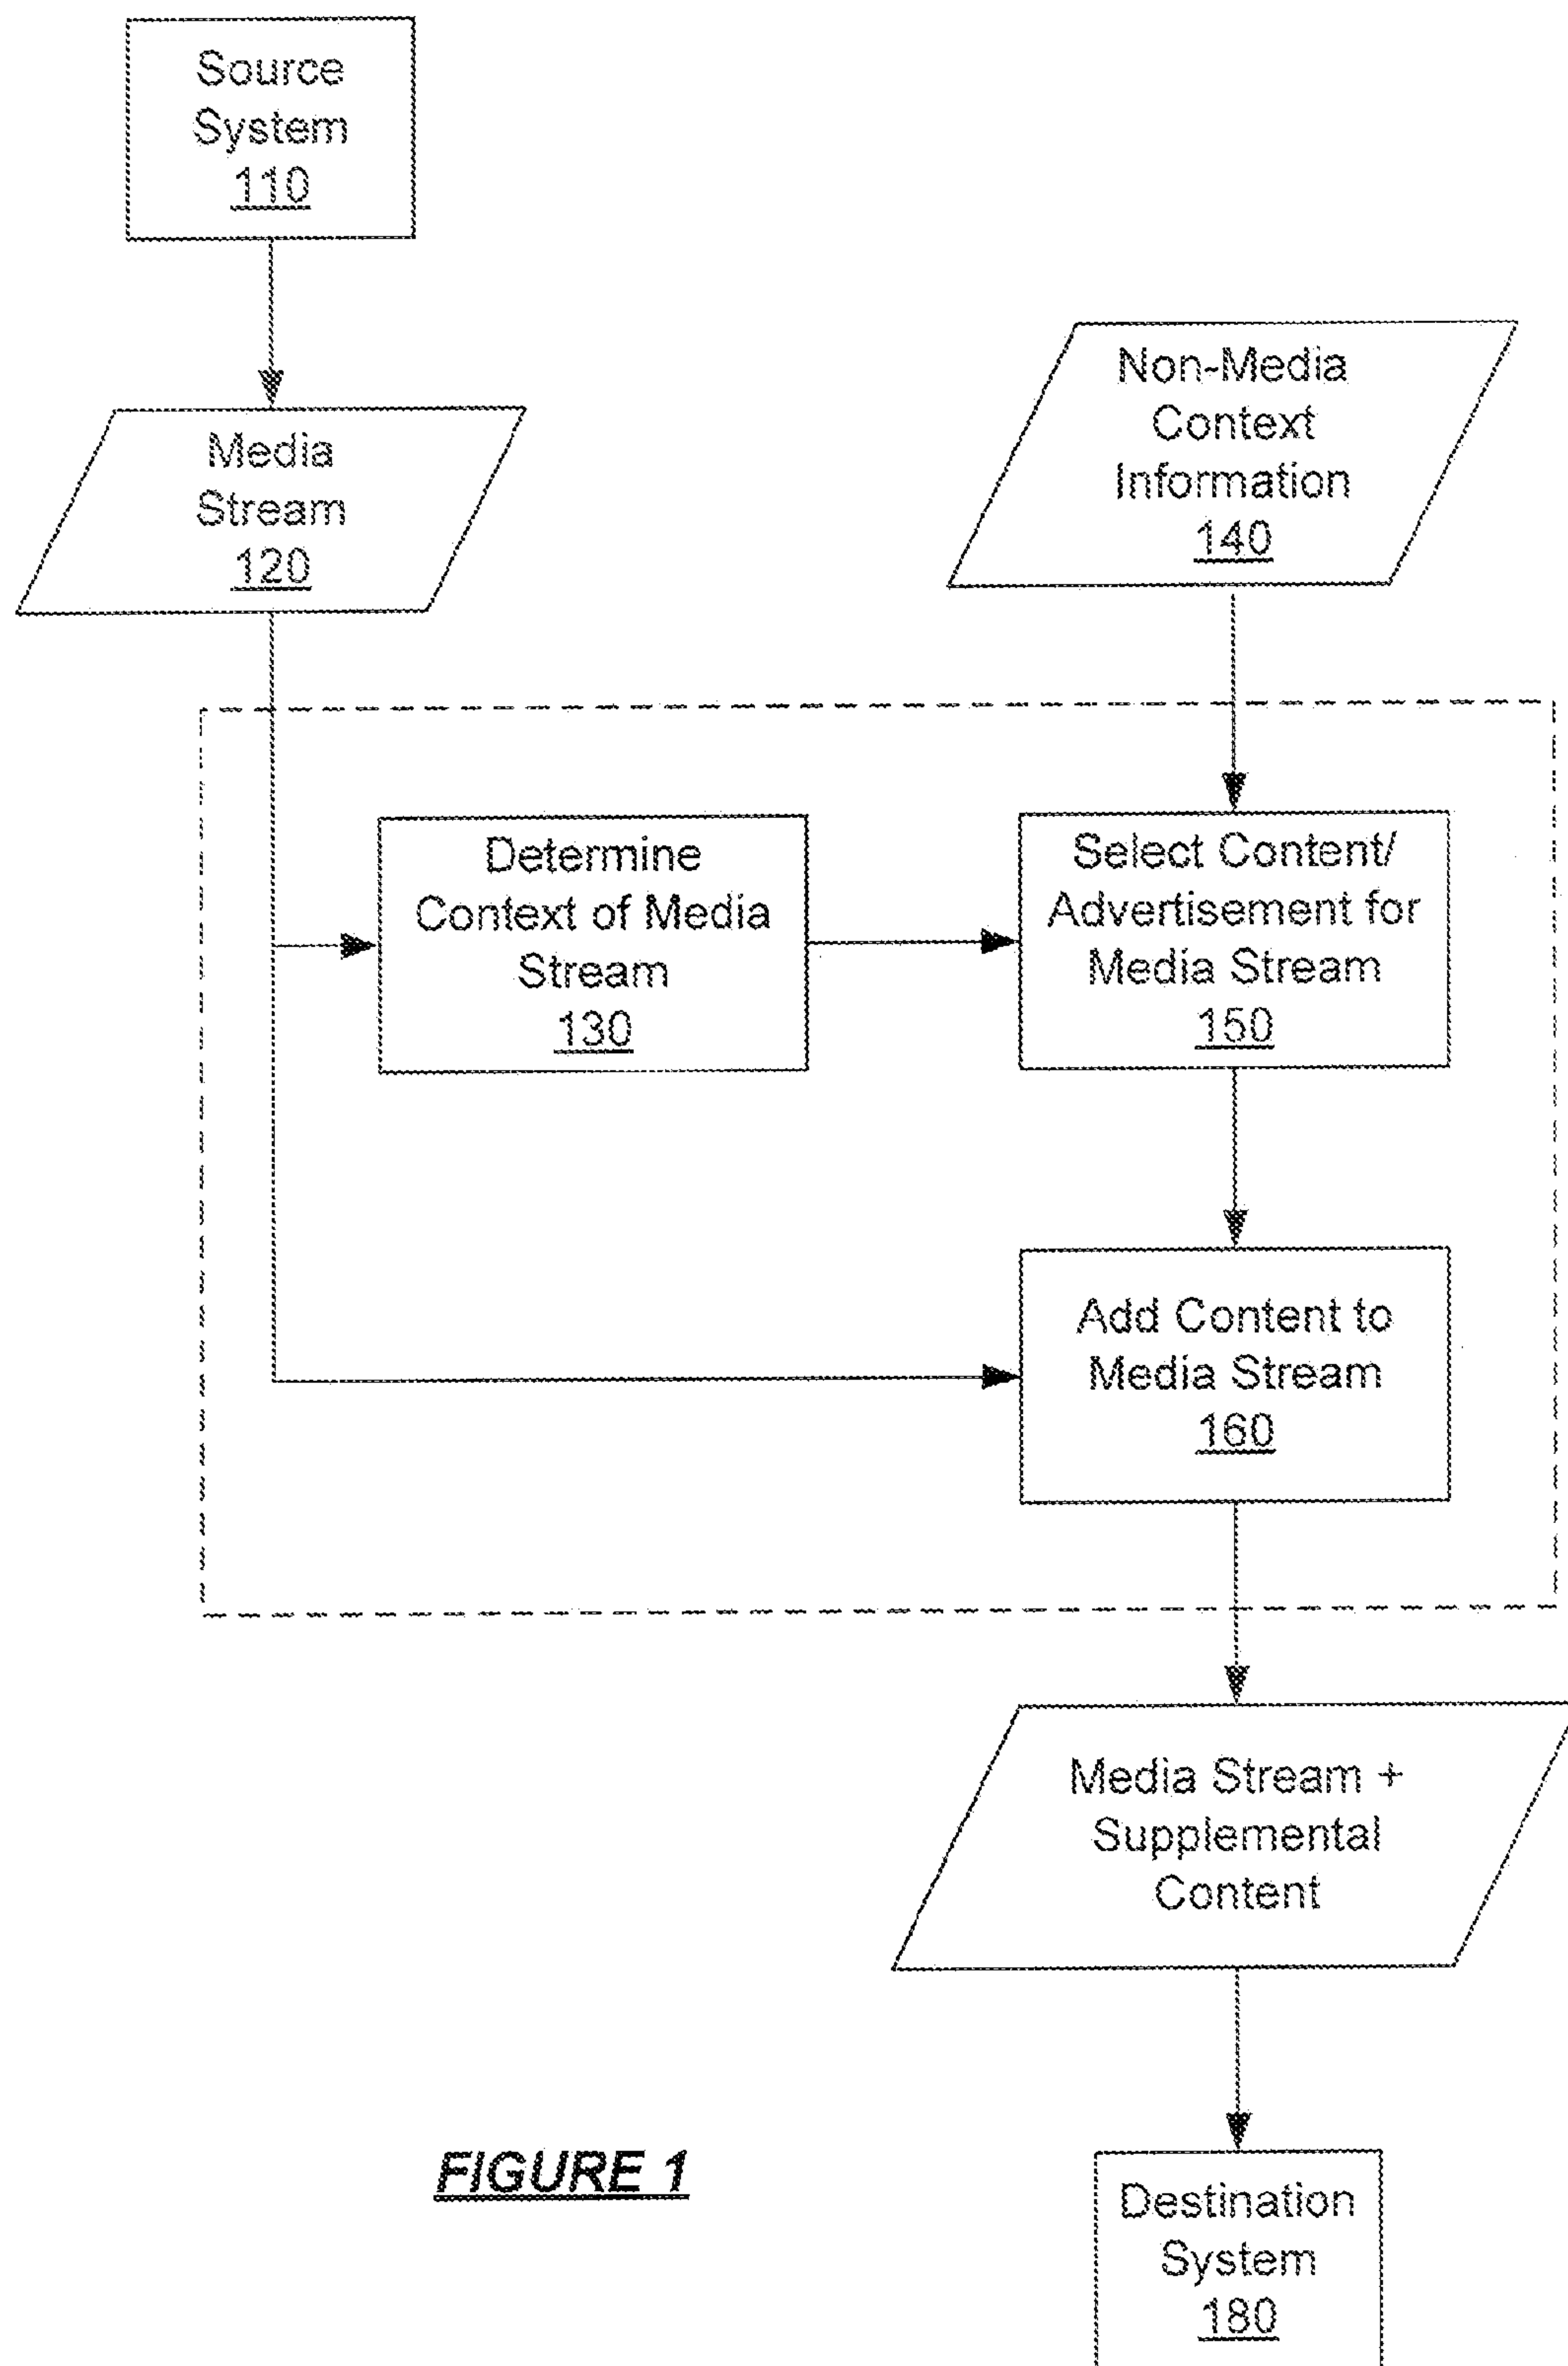 Source
System
110
Media
Stream
120
Non-Media
Context
Information
140
Determine
Context of Media
Stream
130
Select Content/
Advertisement for
Media Stream
150
Add Content to
Media Stream
160
Media Stream +
Supplemental
Content
FIGURE 1
Destination
System
180